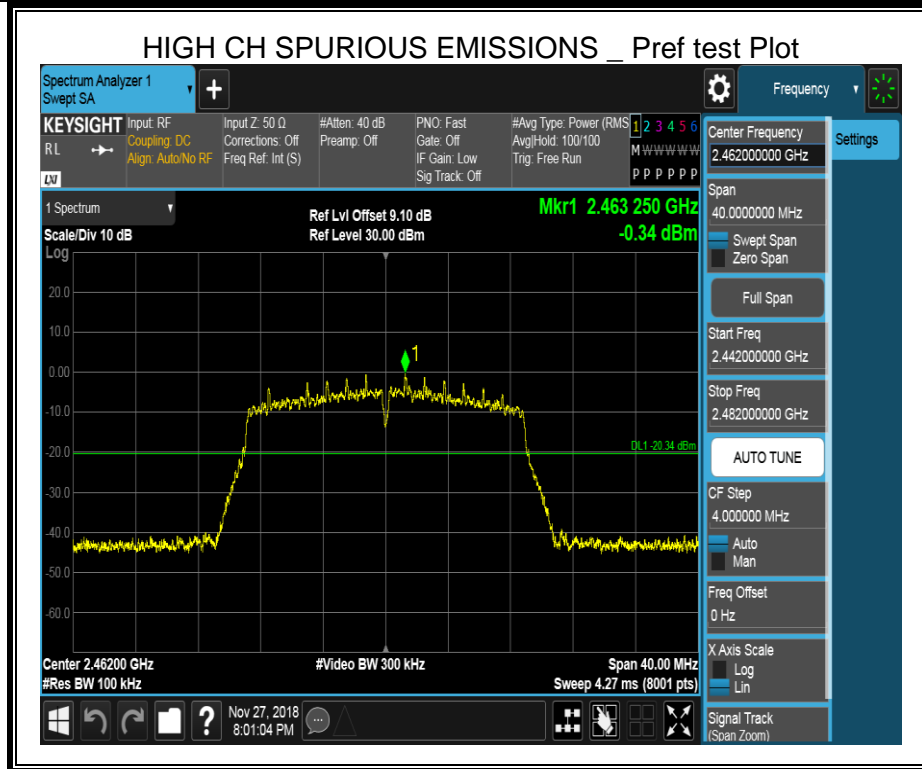 HIGH CH SPURIOUS EMISSIONS _ Pref test Plot
Spectrum Analyzer 1
Swept SA
+
Frequency
KEYSIGHT
RL
LXI
Input: RF
Coupling: DC
Align: Auto/No RF
Input Z: 50 Ω
Corrections: Off
Freq Ref: Int (S)
#Atten: 40 dB
Preamp: Off
PNO: Fast
Gate: Off
IF Gain: Low
Sig Track: Off
#Avg Type: Power (RMS
Avg|Hold: 100/100
Trig: Free Run
1 2 3 4 5 6
M W W W W W
P P P P P P
Center Frequency
2.462000000 GHz
Settings
1 Spectrum
Scale/Div 10 dB
Ref Lvl Offset 9.10 dB
Ref Level 30.00 dBm
Mkr1 2.463 250 GHz
-0.34 dBm
Span
40.0000000 MHz
Swept Span
Zero Span
Full Span
Start Freq
2.442000000 GHz
Stop Freq
2.482000000 GHz
AUTO TUNE
CF Step
4.000000 MHz
Auto
Man
Freq Offset
0 Hz
X Axis Scale
Log
Lin
Signal Track
(Span Zoom)
Log
20.0
10.0
0.00
-10.0
-20.0
-30.0
-40.0
-50.0
-60.0
1
DL1 -20.34 dBm
Center 2.46200 GHz
#Res BW 100 kHz
#Video BW 300 kHz
Span 40.00 MHz
Sweep 4.27 ms (8001 pts)
?
Nov 27, 2018
8:01:04 PM